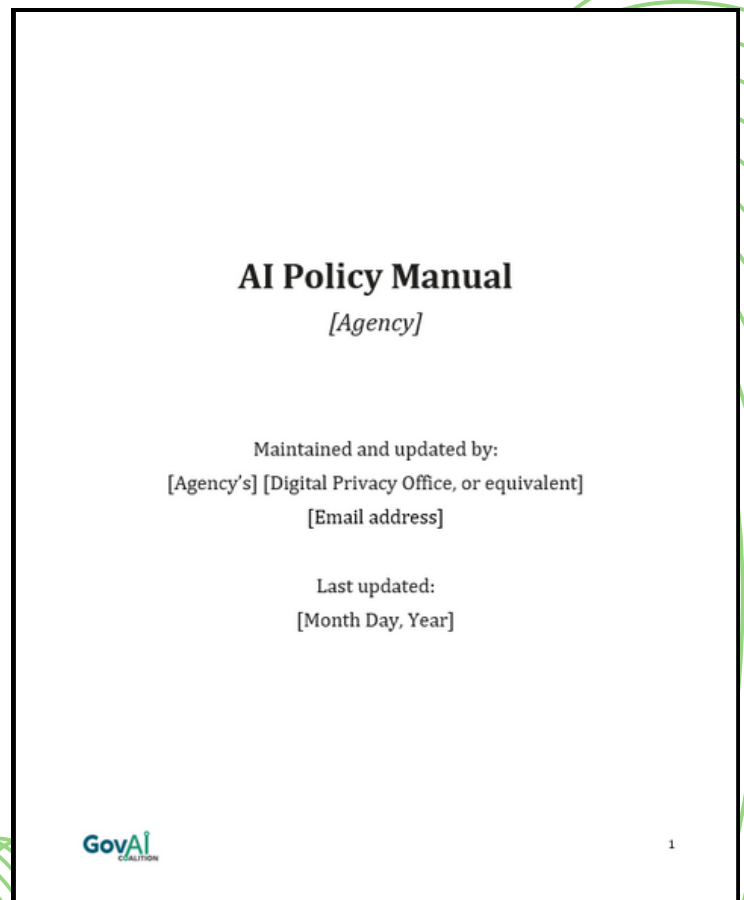 AI Policy Manual
[Agency]
Maintained and updated by:
[Agency's] [Digital Privacy Office, or equivalent]
[Email address]
Last updated:
[Month Day, Year]
GovAI
COALITION
1